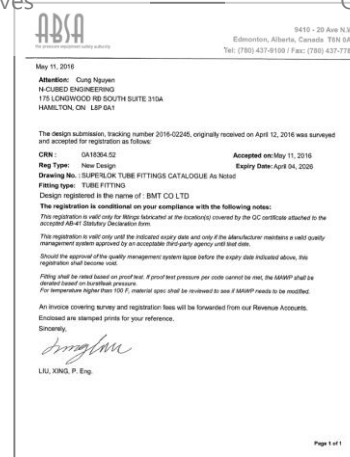 ves
ABSA
the pressure equipment safety authority
9410 - 20 Ave N.W
Edmonton, Alberta, Canada T6N 0A
Tel: (780) 437-9100 / Fax: (780) 437-77
May 11, 2016
Attention: Cung Nguyen
N-CUBED ENGINEERING
175 LONGWOOD RD SOUTH SUITE 310A
HAMILTON, ON L8P 0A1
The design submission, tracking number 2016-02245, originally received on April 12, 2016 was surveyed
and accepted for registration as follows:
CRN : 0A18364.52 Accepted on: May 11, 2016
Reg Type: New Design Expiry Date: April 04, 2026
Drawing No. : SUPERLOK TUBE FITTINGS CATALOGUE As Noted
Fitting type: TUBE FITTING
Design registered in the name of : BMT CO LTD
The registration is conditional on your compliance with the following notes:
This registration is valid only for fittings fabricated at the location(s) covered by the QC certificate attached to the
accepted AB-41 Statutory Declaration form.
This registration is valid only until the indicated expiry date and only if the Manufacturer maintains a valid quality
management system approved by an acceptable third-party agency until that date.
Should the approval of the quality management system lapse before the expiry date indicated above, this
registration shall become void.
Fitting shall be rated based on proof test. If proof test pressure per code cannot be met, the MAWP shall be
derated based on burst/leak pressure.
For temperature higher than 100 F, material spec shall be reviewed to see if MAWP needs to be modified.
An invoice covering survey and registration fees will be forwarded from our Revenue Accounts.
Enclosed are stamped prints for your reference.
Sincerely,
LIU, XING, P. Eng.
Page 1 of 1